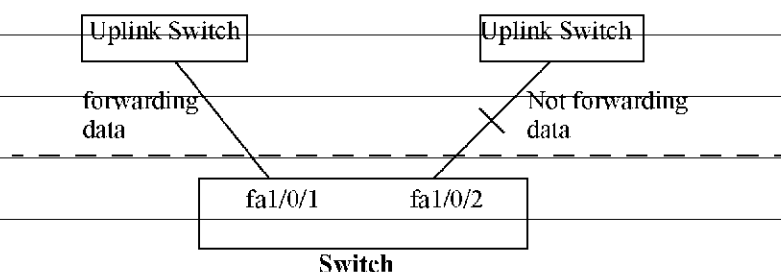 Uplink Switch
Uplink Switch
forwarding
data
Not forwarding
data
fa1/0/1
fa1/0/2
Switch